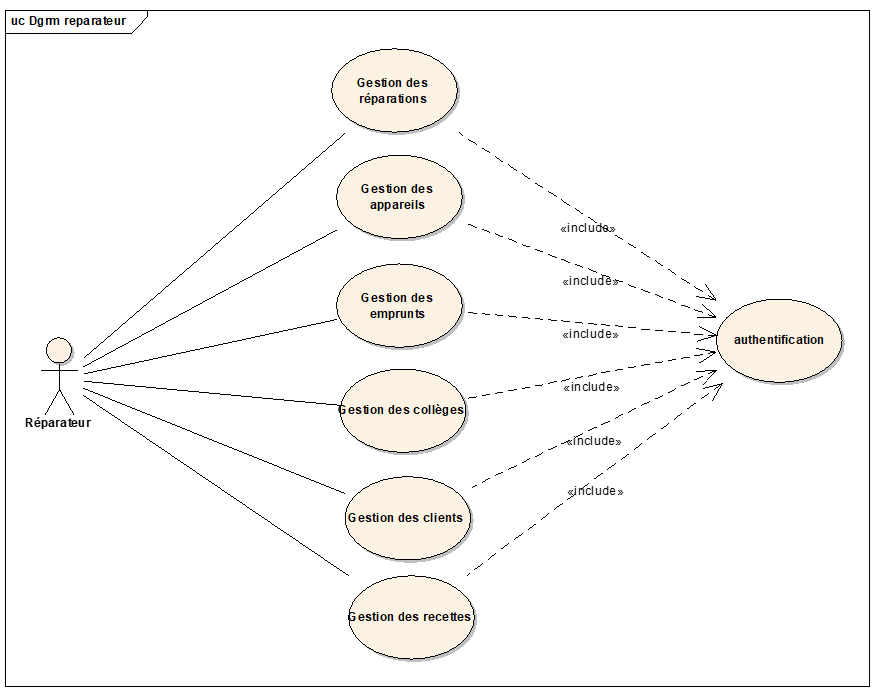 uc Dgrm reparateur
Gestion des
réparations
Gestion des
appareils
Gestion des
emprunts
Gestion des collèges
Gestion des clients
Gestion des recettes
Réparateur
«include»
«include»
«include»
«include»
«include»
«include»
authentification